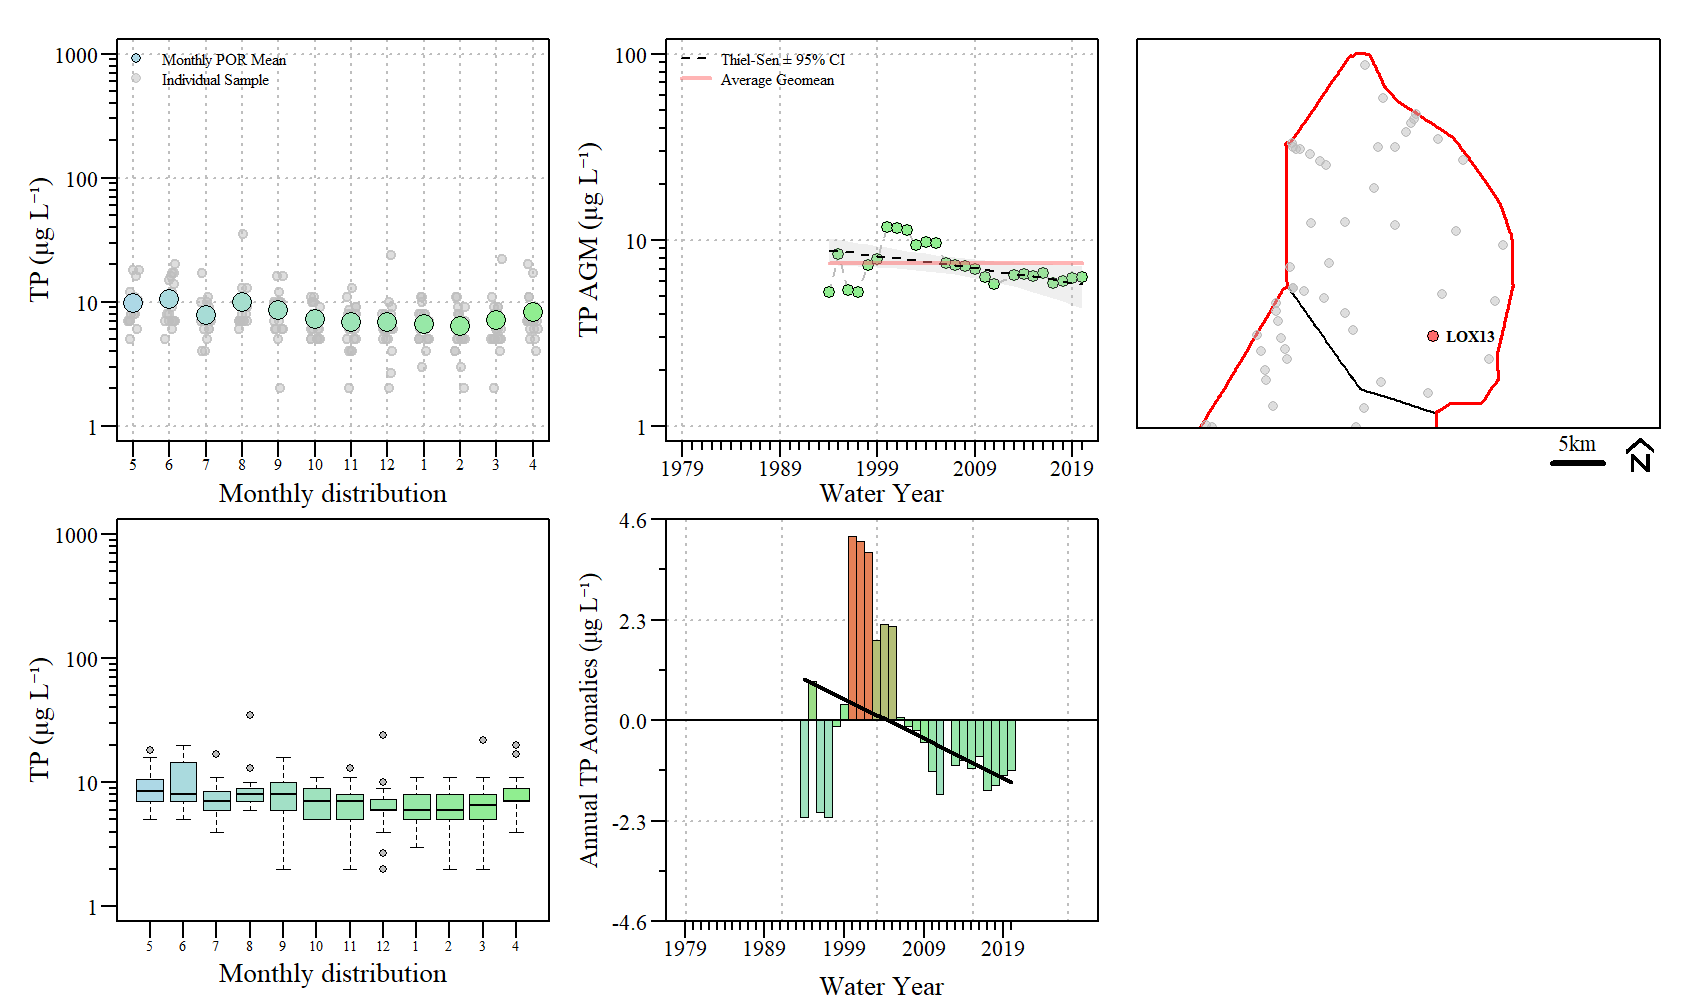 1000
100
10
1
TP (µg L⁻¹)
Monthly POR Mean
Individual Sample
5 6 7 8 9 10 11 12 1 2 3 4
Monthly distribution
100
10
1
TP AGM (µg L⁻¹)
Thiel-Sen ± 95% CI
Average Geomean
1979 1989 1999 2009 2019
Water Year
LOX13
5km
N
1000
100
10
1
TP (µg L⁻¹)
5 6 7 8 9 10 11 12 1 2 3 4
Monthly distribution
4.6
2.3
0.0
-2.3
-4.6
Annual TP Aomalies (µg L⁻¹)
1979 1989 1999 2009 2019
Water Year